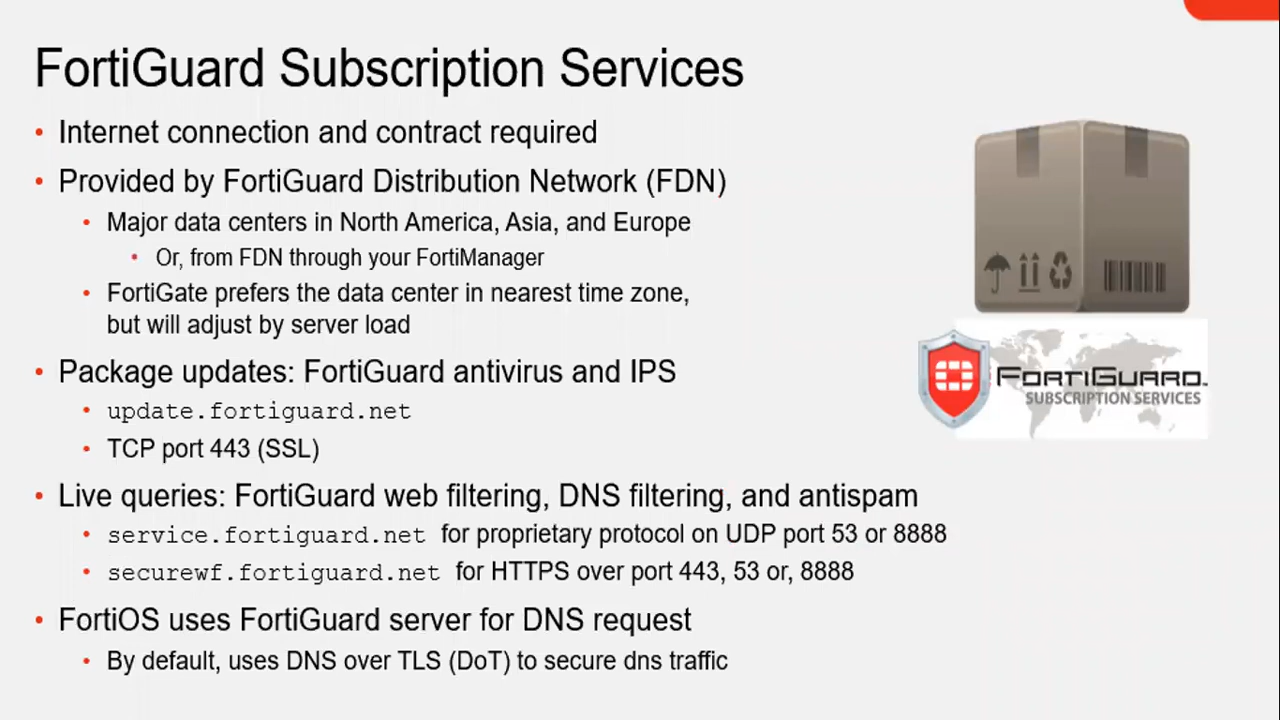 FortiGuard Subscription Services
• Internet connection and contract required
• Provided by FortiGuard Distribution Network (FDN)
• Major data centers in North America, Asia, and Europe
• Or, from FDN through your FortiManager
• FortiGate prefers the data center in nearest time zone,
but will adjust by server load
• Package updates: FortiGuard antivirus and IPS
• update.fortiguard.net
• TCP port 443 (SSL)
• Live queries: FortiGuard web filtering, DNS filtering, and antispam
• service.fortiguard.net for proprietary protocol on UDP port 53 or 8888
• securewf.fortiguard.net for HTTPS over port 443, 53 or, 8888
• FortiOS uses FortiGuard server for DNS request
• By default, uses DNS over TLS (DoT) to secure dns traffic
FORTIGUARD
SUBSCRIPTION SERVICES